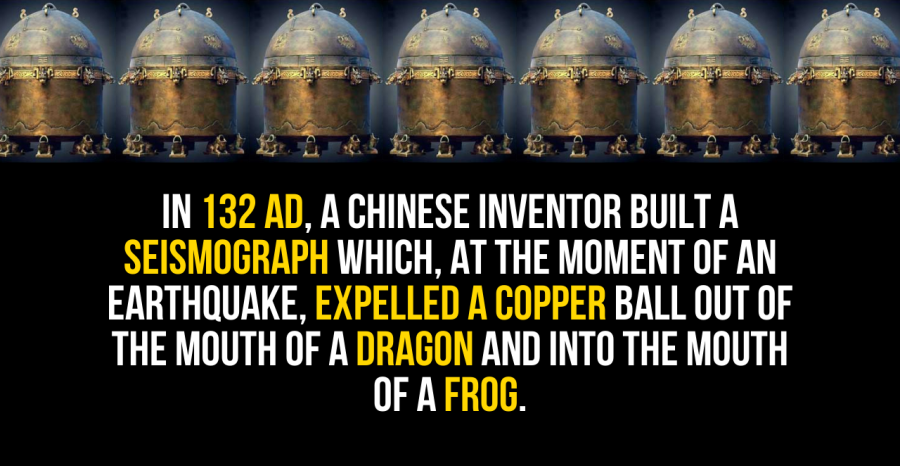 IN 132 AD, A CHINESE INVENTOR BUILT A
SEISMOGRAPH WHICH, AT THE MOMENT OF AN
EARTHQUAKE, EXPELLED A COPPER BALL OUT OF
THE MOUTH OF A DRAGON AND INTO THE MOUTH
OF A FROG.